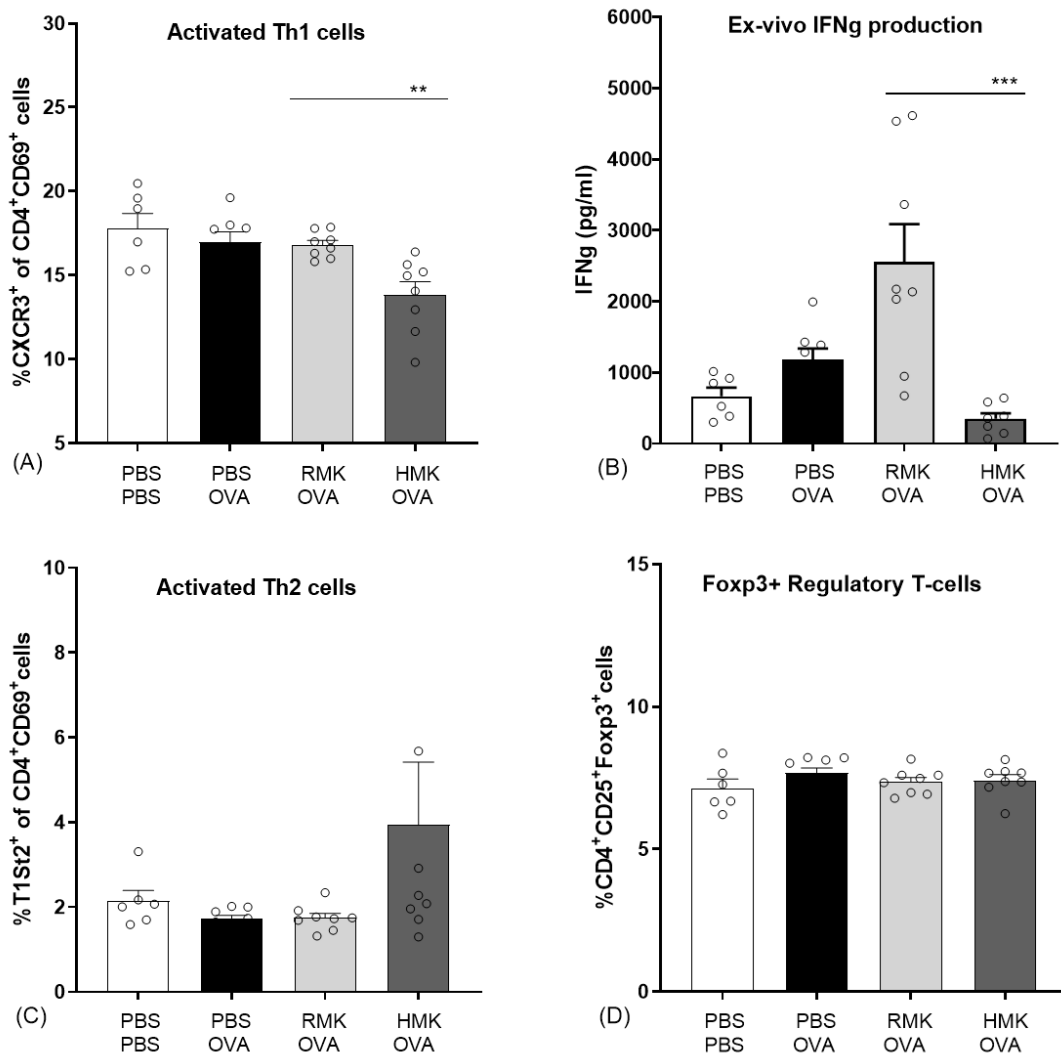 Activated Th1 cells
%CXCR3⁺ of CD4⁺CD69⁺ cells
30
25
20
15
10
5
**
PBS PBS RMK HMK
PBS OVA OVA OVA
(A)
Ex-vivo IFNg production
IFNg (pg/ml)
6000
5000
4000
3000
2000
1000
0
***
PBS PBS RMK HMK
PBS OVA OVA OVA
(B)
Activated Th2 cells
%T1St2⁺ of CD4⁺CD69⁺cells
10
8
6
4
2
0
PBS PBS RMK HMK
PBS OVA OVA OVA
(C)
Foxp3+ Regulatory T-cells
%CD4⁺CD25⁺Foxp3⁺cells
15
10
5
0
PBS PBS RMK HMK
PBS OVA OVA OVA
(D)